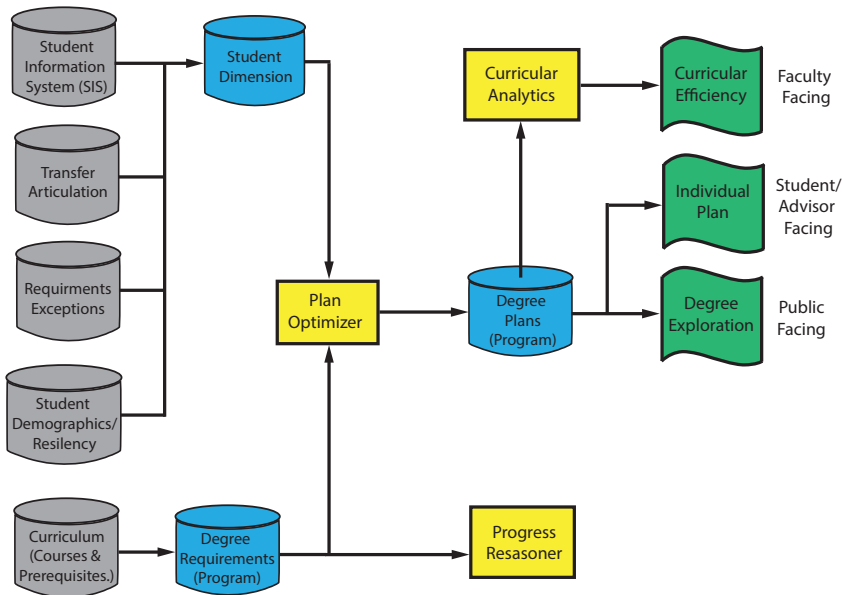 Student
Information
System (SIS)
Student
Dimension
Curricular
Analytics
Curricular
Efficiency
Faculty
Facing
Transfer
Articulation
Individual
Plan
Student/
Advisor
Facing
Requirments
Exceptions
Plan
Optimizer
Degree
Plans
(Program)
Degree
Exploration
Public
Facing
Student
Demographics/
Resilency
Curriculum
(Courses &
Prerequisites.)
Degree
Requirements
(Program)
Progress
Resasoner